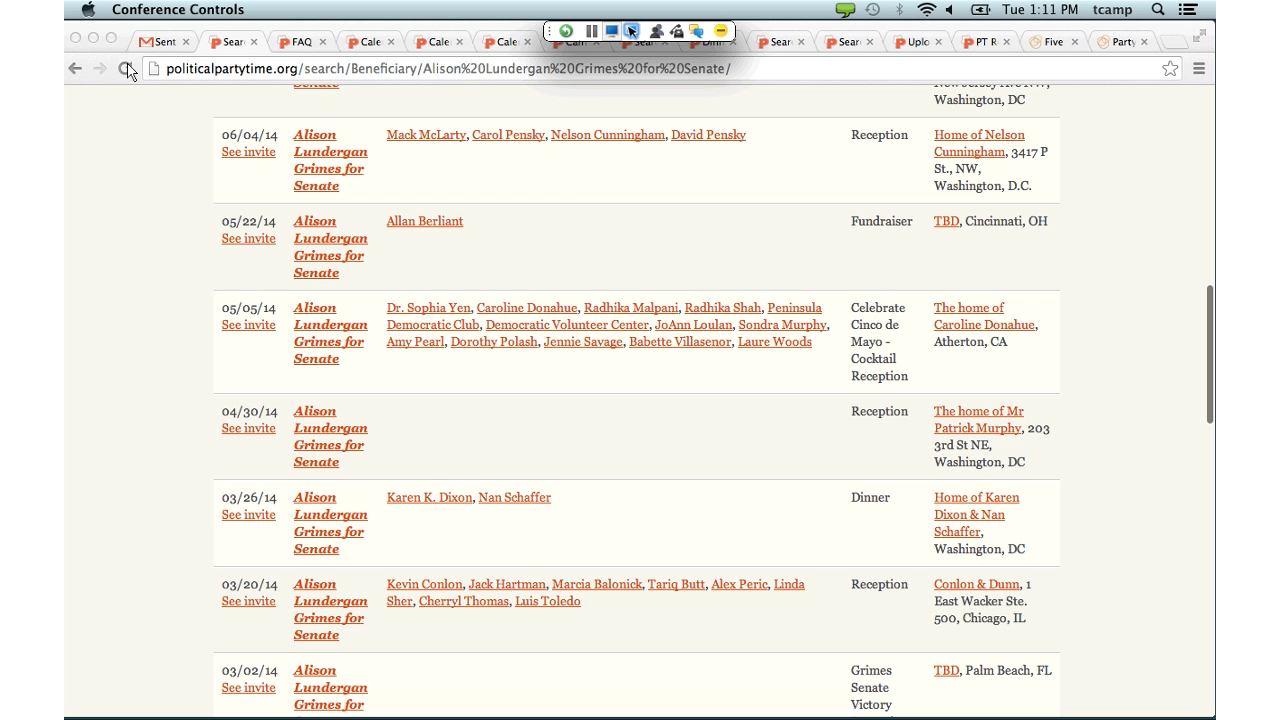 Conference Controls
Tue 1:11 PM tcamp
Sent
Sear
FAQ
Cale
Cale
Cale
Sear
Sear
Sear
Uplo
PT R
Five
Party
politicalpartytime.org/search/Beneficiary/Alison%20Lundergan%20Grimes%20for%20Senate/
Senate
Washington, DC
06/04/14
See invite
Alison
Lundergan
Grimes for
Senate
Mack McLarty, Carol Pensky, Nelson Cunningham, David Pensky
Reception
Home of Nelson
Cunningham, 3417 P
St., NW,
Washington, D.C.
05/22/14
See invite
Alison
Lundergan
Grimes for
Senate
Allan Berliant
Fundraiser
TBD, Cincinnati, OH
05/05/14
See invite
Alison
Lundergan
Grimes for
Senate
Dr. Sophia Yen, Caroline Donahue, Radhika Malpani, Radhika Shah, Peninsula
Democratic Club, Democratic Volunteer Center, JoAnn Loulan, Sondra Murphy,
Amy Pearl, Dorothy Polash, Jennie Savage, Babette Villasenor, Laure Woods
Celebrate
Cinco de
Mayo -
Cocktail
Reception
The home of
Caroline Donahue,
Atherton, CA
04/30/14
See invite
Alison
Lundergan
Grimes for
Senate
Reception
The home of Mr
Patrick Murphy, 203
3rd St NE,
Washington, DC
03/26/14
See invite
Alison
Lundergan
Grimes for
Senate
Karen K. Dixon, Nan Schaffer
Dinner
Home of Karen
Dixon & Nan
Schaffer,
Washington, DC
03/20/14
See invite
Alison
Lundergan
Grimes for
Senate
Kevin Conlon, Jack Hartman, Marcia Balonick, Tariq Butt, Alex Peric, Linda
Sher, Cherryl Thomas, Luis Toledo
Reception
Conlon & Dunn, 1
East Wacker Ste.
500, Chicago, IL
03/02/14
See invite
Alison
Lundergan
Grimes for
Grimes
Senate
Victory
TBD, Palm Beach, FL